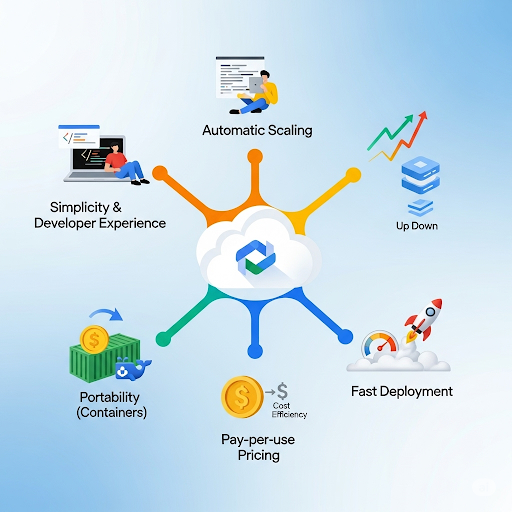 Automatic Scaling
Simplicity &
Developer Experience
Up Down
Portability
(Containers)
$
$
$
Cost
Efficiency
Pay-per-use
Pricing
Fast Deployment